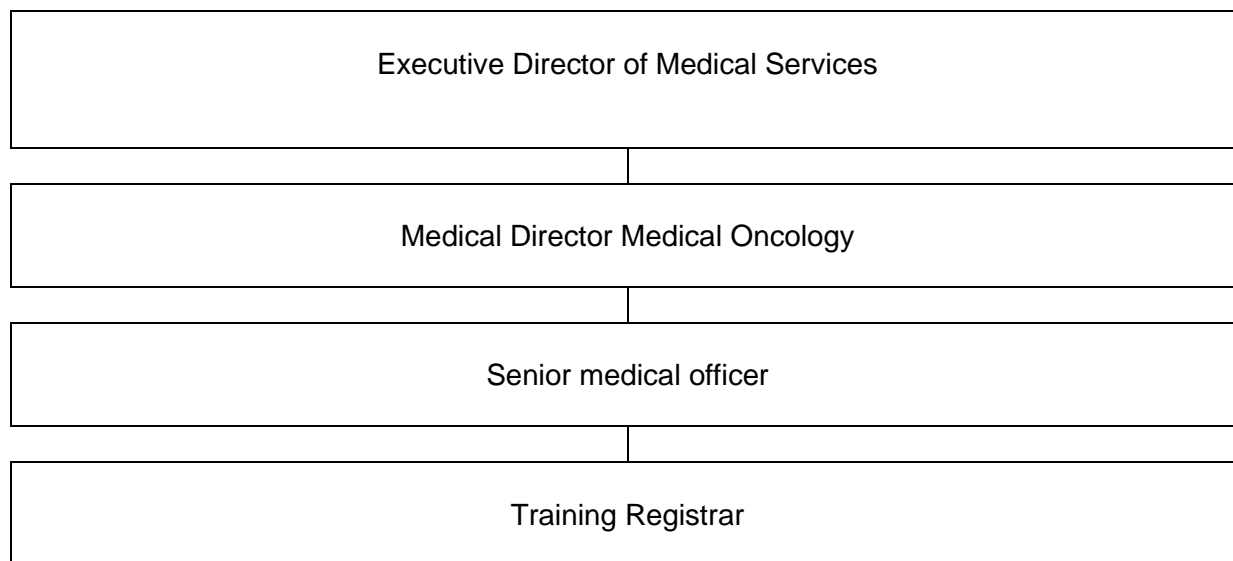 Executive Director of Medical Services
Medical Director Medical Oncology
Senior medical officer
Training Registrar